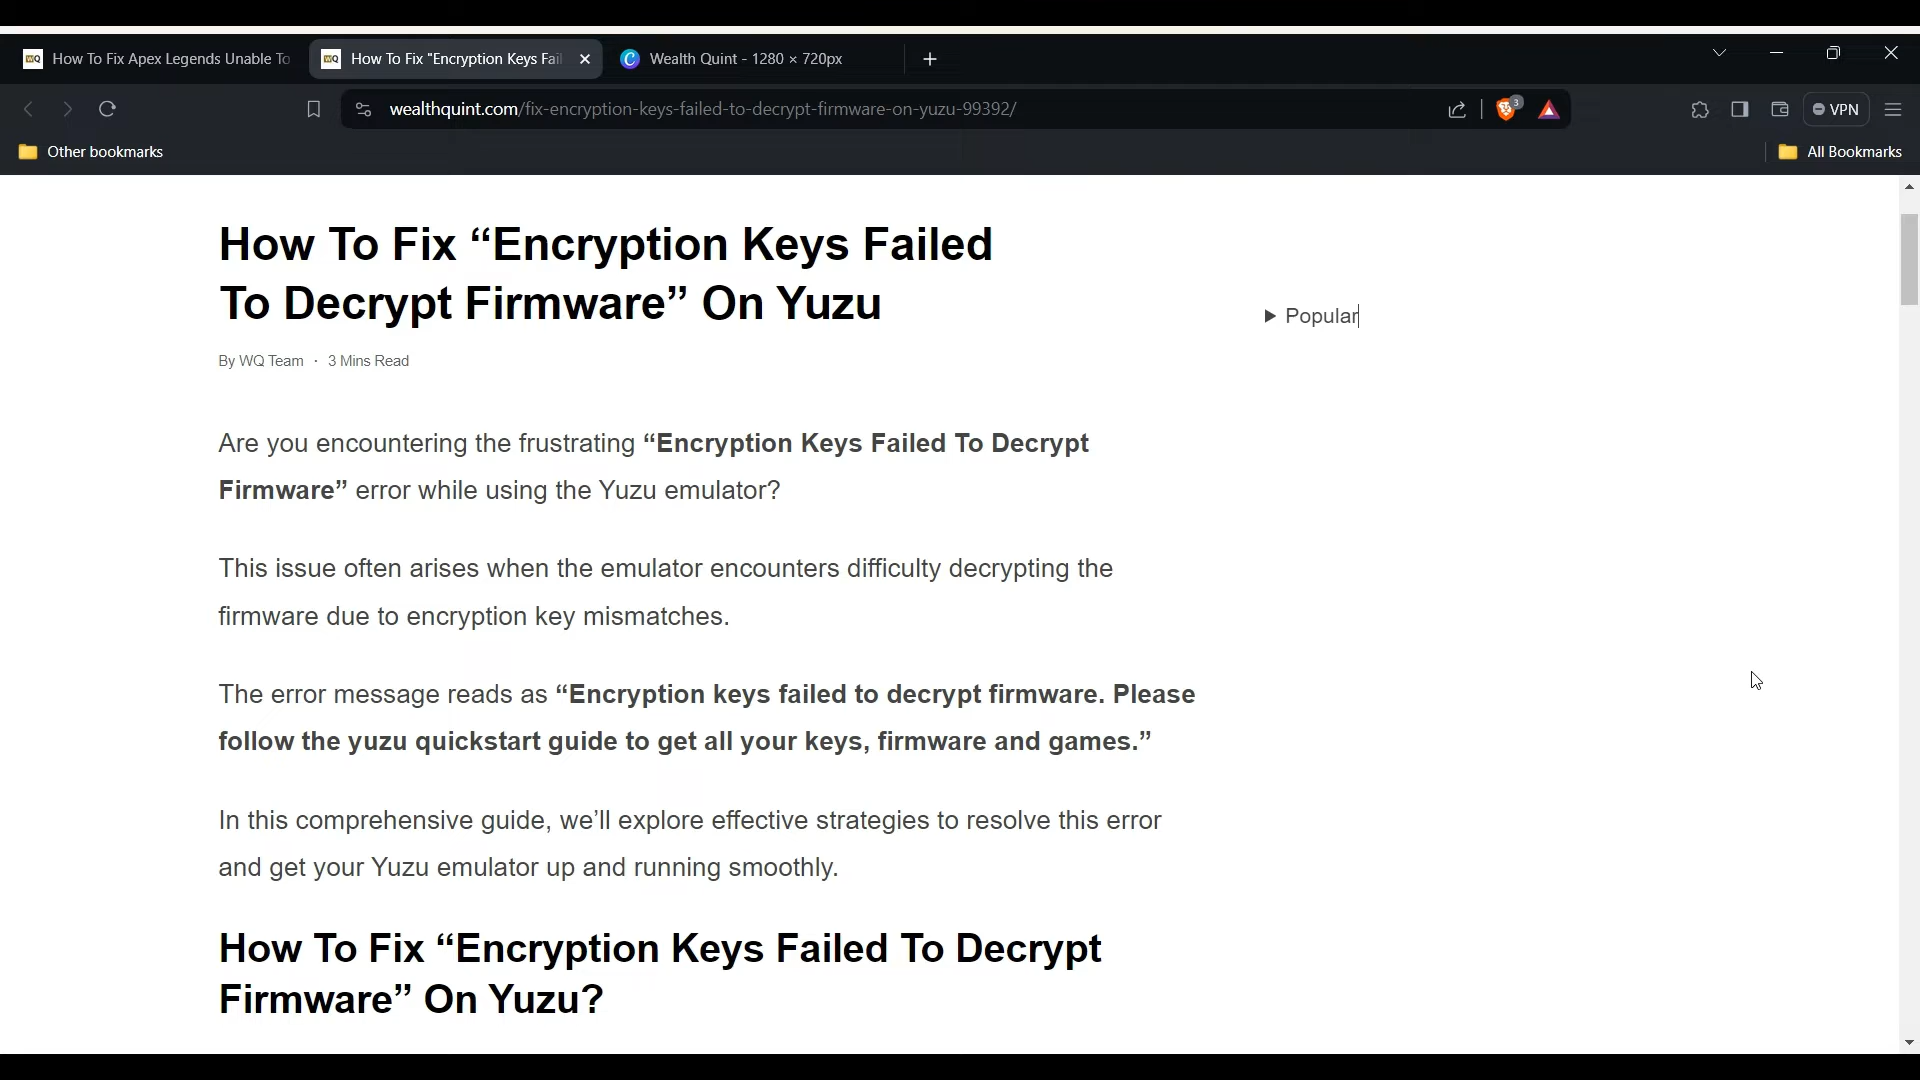 WQ How To Fix Apex Legends Unable To
WQ How To Fix "Encryption Keys Fail
C Wealth Quint - 1280 × 720px
wealthquint.com/fix-encryption-keys-failed-to-decrypt-firmware-on-yuzu-99392/
3
VPN
Other bookmarks
All Bookmarks
How To Fix “Encryption Keys Failed
To Decrypt Firmware” On Yuzu
Popular
By WQ Team · 3 Mins Read
Are you encountering the frustrating “Encryption Keys Failed To Decrypt
Firmware” error while using the Yuzu emulator?
This issue often arises when the emulator encounters difficulty decrypting the
firmware due to encryption key mismatches.
The error message reads as “Encryption keys failed to decrypt firmware. Please
follow the yuzu quickstart guide to get all your keys, firmware and games.”
In this comprehensive guide, we’ll explore effective strategies to resolve this error
and get your Yuzu emulator up and running smoothly.
How To Fix “Encryption Keys Failed To Decrypt
Firmware” On Yuzu?